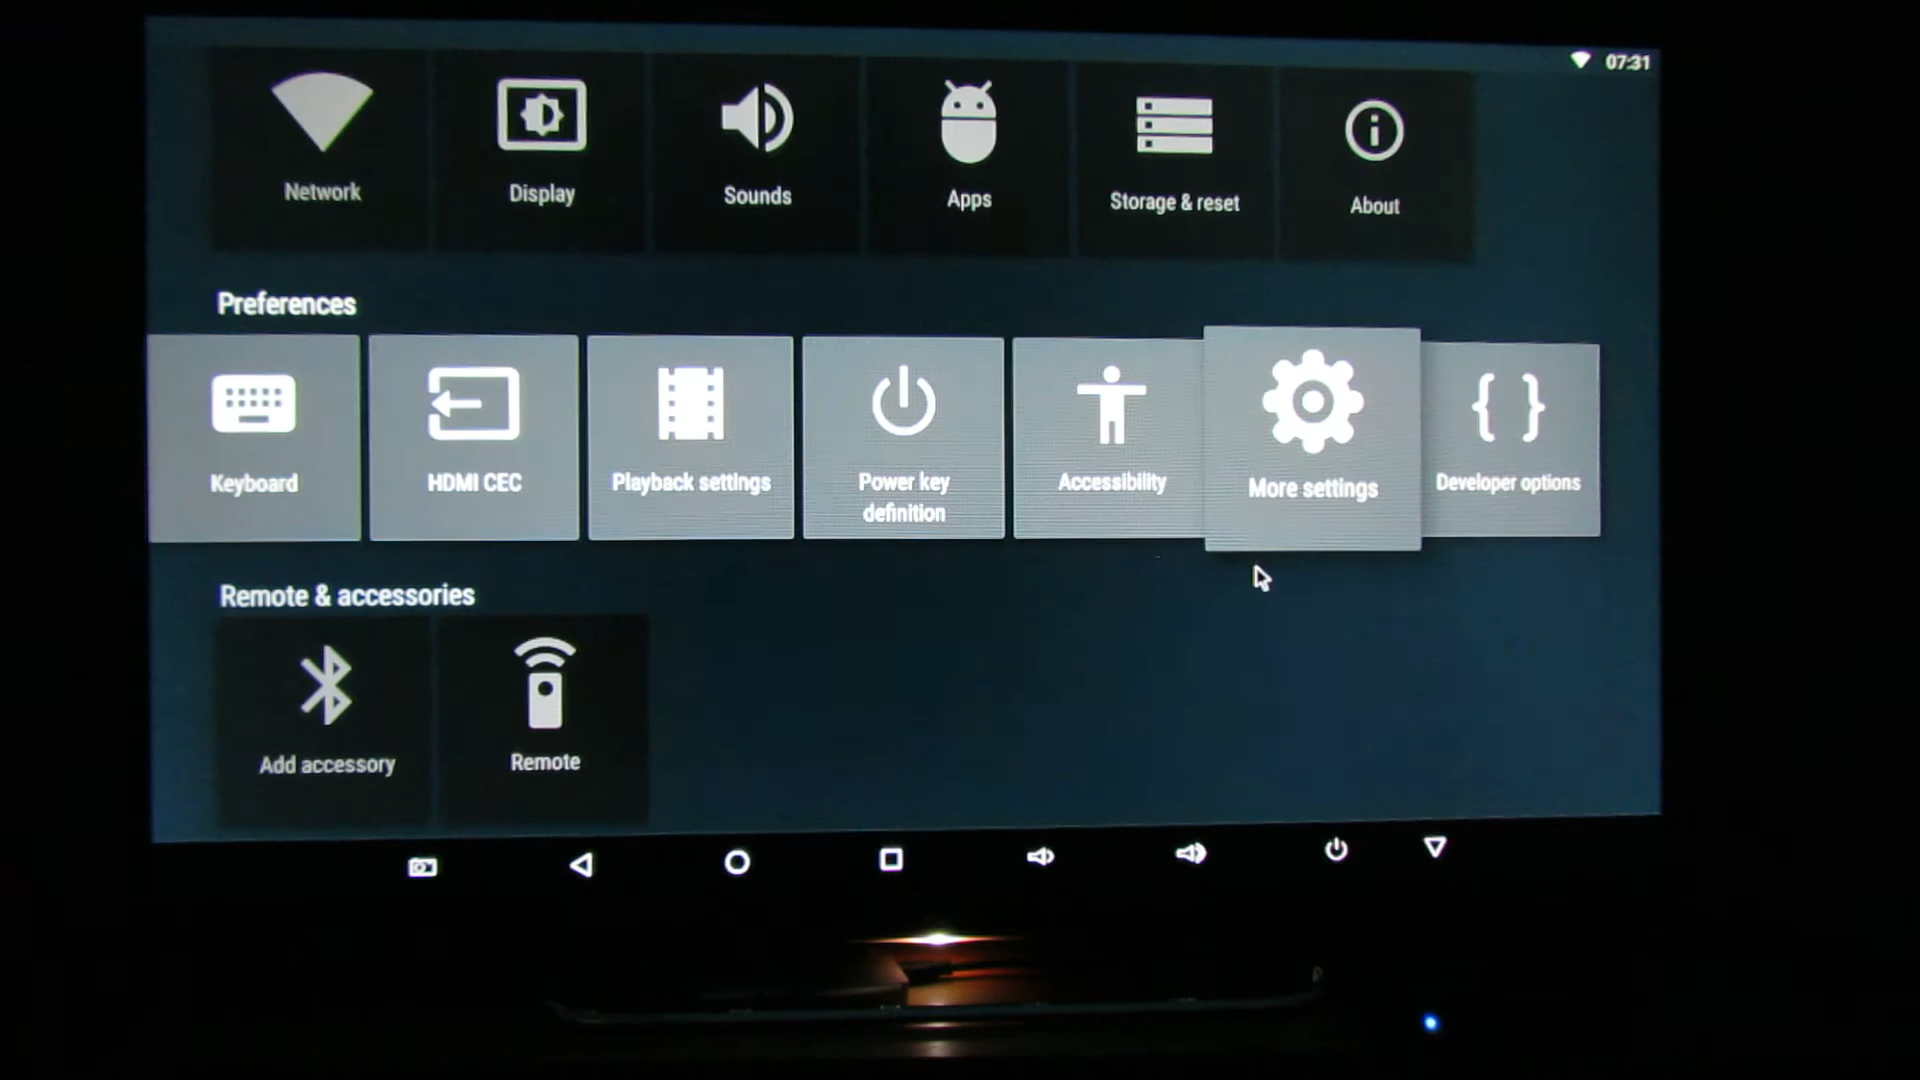 07:31
Network
Display
Sounds
Apps
Storage & reset
About
Preferences
Keyboard
HDMI CEC
Playback settings
Power key
definition
Accessibility
More settings
Developer options
Remote & accessories
Add accessory
Remote